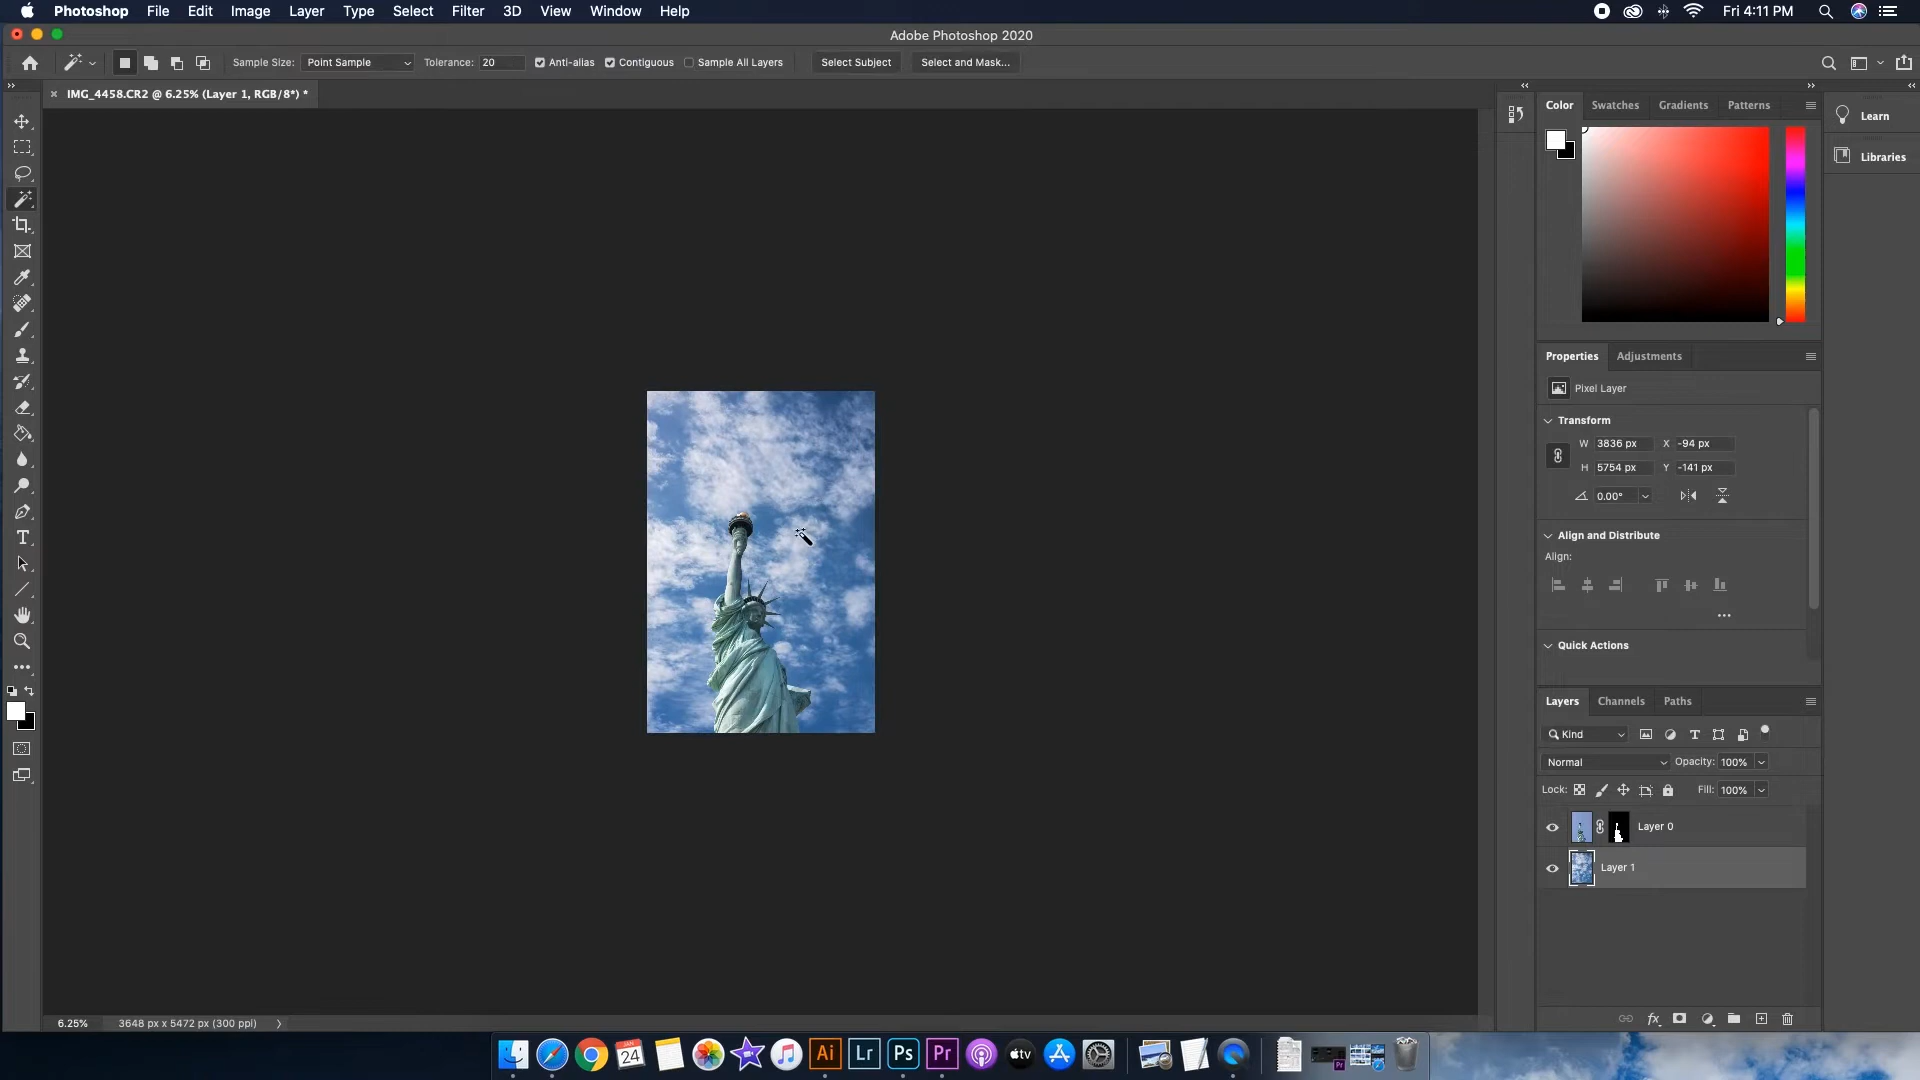 Photoshop File Edit Image Layer Type Select Filter 3D View Window Help Fri 4:11 PM
Adobe Photoshop 2020
Sample Size: Point Sample Tolerance: 20 Anti-alias Contiguous Sample All Layers Select Subject Select and Mask...
IMG_4458.CR2 @ 6.25% (Layer 1, RGB/8*) *
Color Swatches Gradients Patterns
Learn
Libraries
Properties Adjustments
Pixel Layer
Transform
W 3836 px X -94 px
H 5754 px Y -141 px
0.00°
Align and Distribute
Align:
Quick Actions
Layers Channels Paths
Kind
Normal Opacity: 100%
Lock: Fill: 100%
Layer 0
Layer 1
6.25% 3648 px x 5472 px (300 ppi)
JAN
24
Ai Lr Ps Pr tv